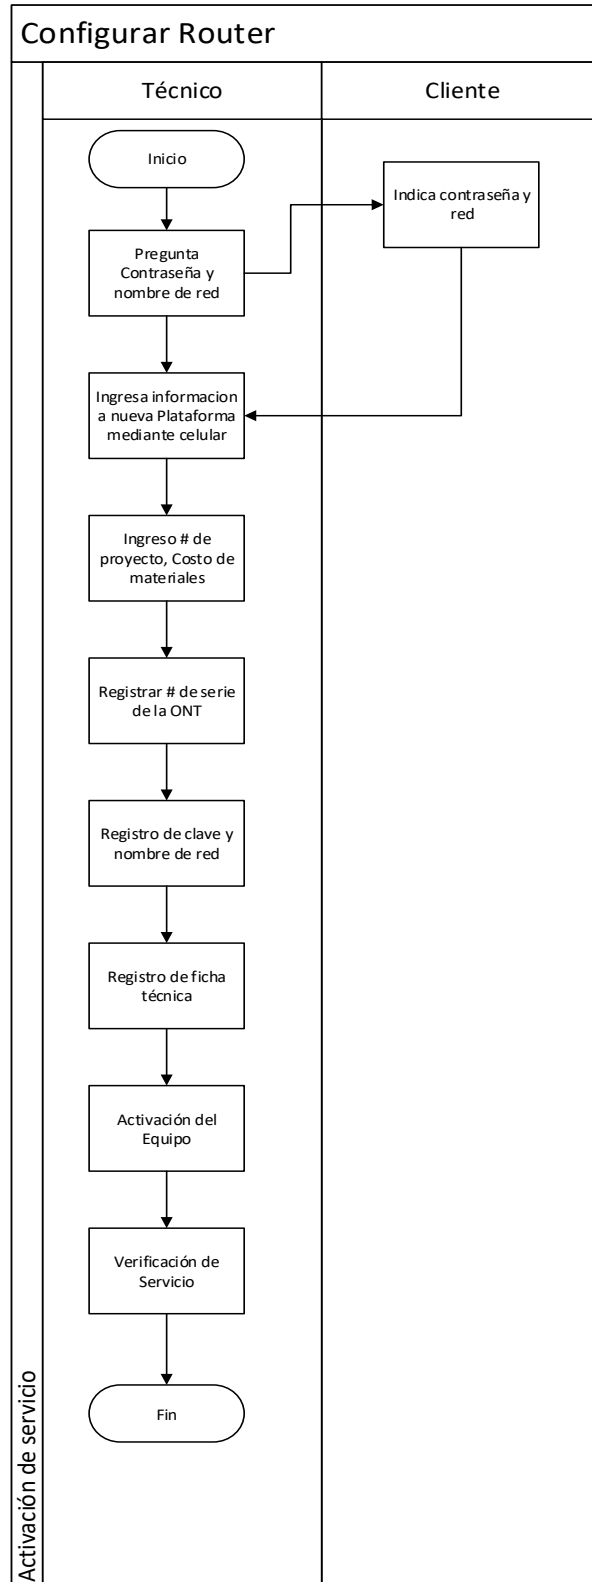 Configurar Router
Técnico
Cliente
Inicio
Indica contraseña y
red
Pregunta
Contraseña y
nombre de red
Ingresa informacion
a nueva Plataforma
mediante celular
Ingreso # de
proyecto, Costo de
materiales
Registrar # de serie
de la ONT
Registro de clave y
nombre de red
Registro de ficha
técnica
Activación del
Equipo
Verificación de
Servicio
Fin
Activación de servicio